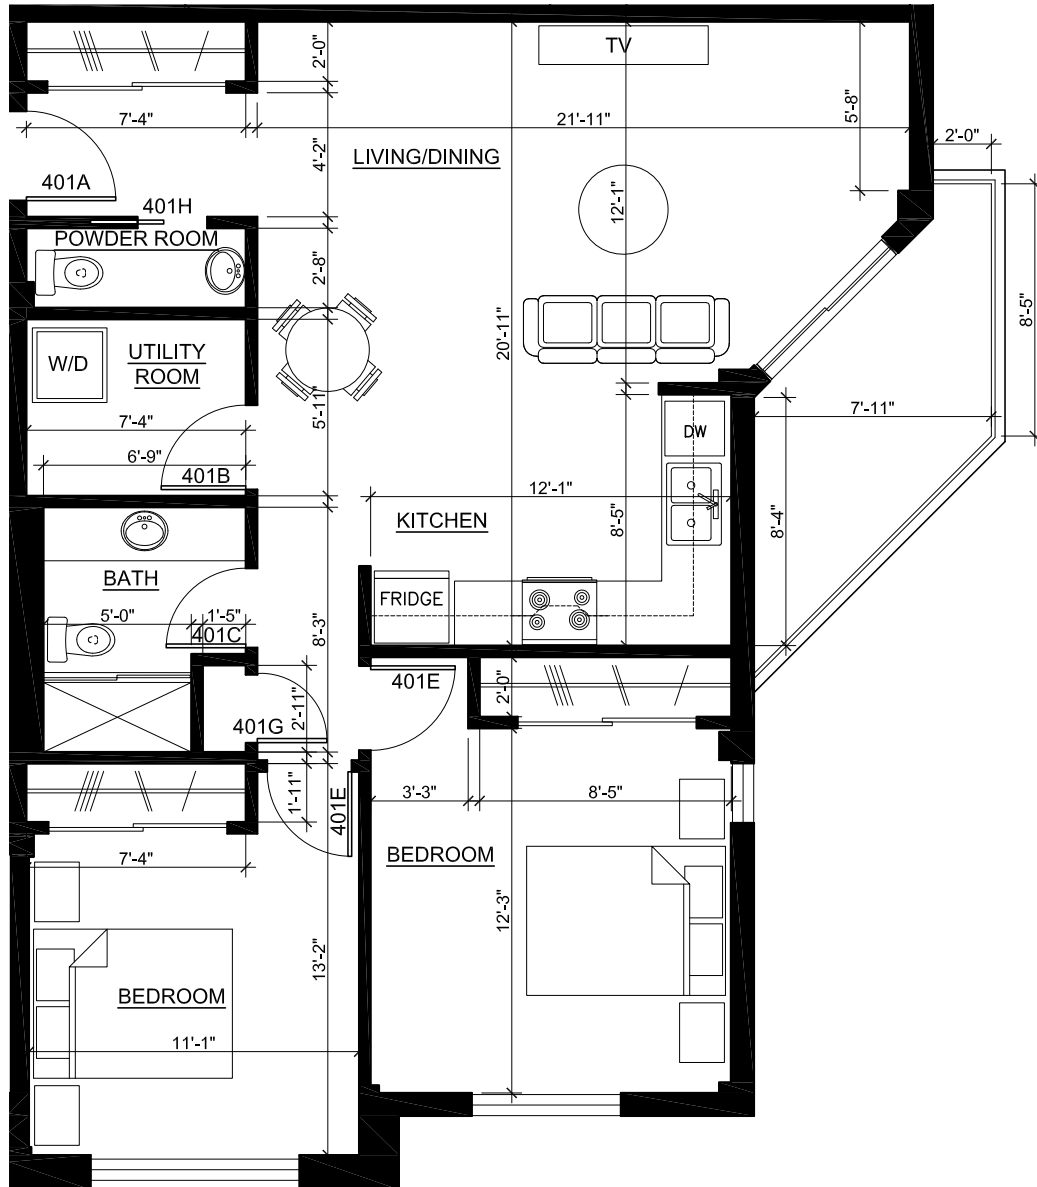 TV
2'-0"
5'-8"
7'-4"
21'-11"
2'-0"
4'-2"
LIVING/DINING
401A
12'-1"
401H
POWDER ROOM
2'-8"
20'-11"
8'-5"
W/D
UTILITY
ROOM
5'-11"
7'-4"
7'-11"
DW
6'-9"
401B
12'-1"
KITCHEN
8'-5"
8'-4"
BATH
FRIDGE
5'-0"
1'-5"
401C
8'-3"
401E
2'-0"
2'-11"
401G
1'-11"
401E
3'-3"
8'-5"
BEDROOM
7'-4"
12'-3"
13'-2"
BEDROOM
11'-1"